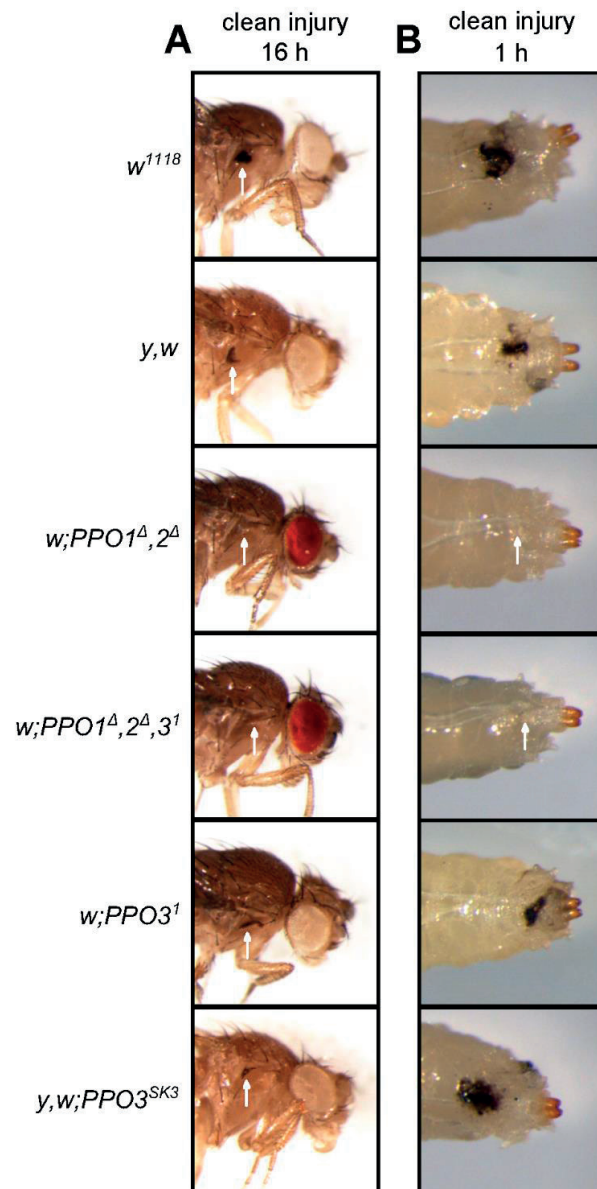 A clean injury 16 h
B clean injury 1 h
w1118
y,w
w;PPO1Δ,2Δ
w;PPO1Δ,2Δ,31
w;PPO31
y,w;PPO3SK3